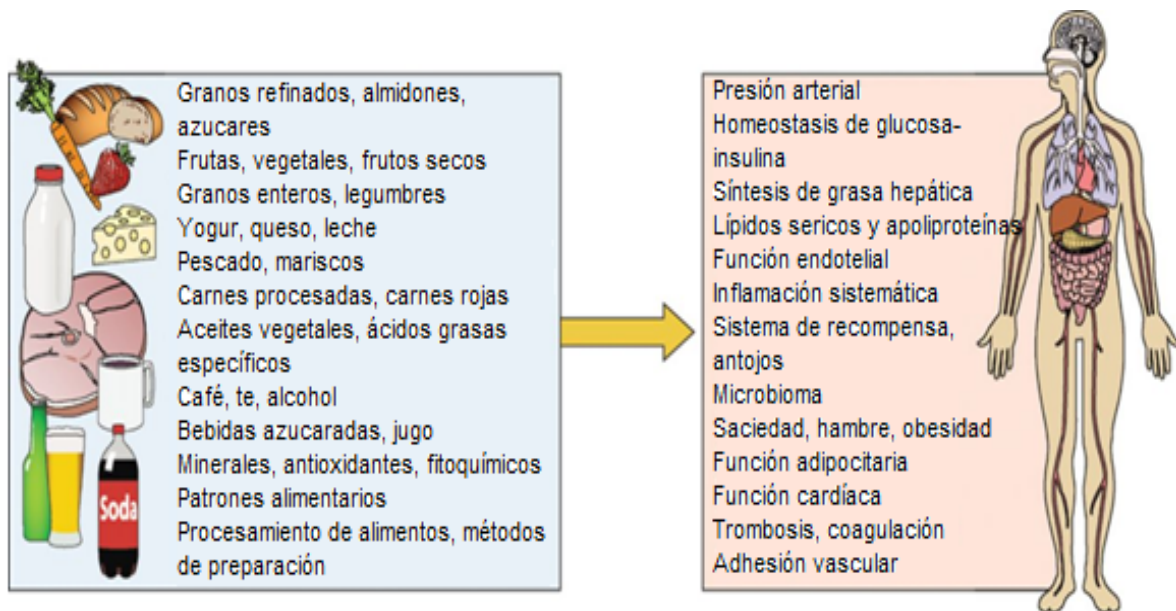 Granos refinados, almidones,
azucares
Frutas, vegetales, frutos secos
Granos enteros, legumbres
Yogur, queso, leche
Pescado, mariscos
Carnes procesadas, carnes rojas
Aceites vegetales, ácidos grasas
específicos
Café, te, alcohol
Bebidas azucaradas, jugo
Minerales, antioxidantes, fitoquímicos
Patrones alimentarios
Procesamiento de alimentos, métodos
de preparación
Soda
Presión arterial
Homeostasis de glucosa-
insulina
Síntesis de grasa hepática
Lípidos sericos y apoliproteínas
Función endotelial
Inflamación sistemática
Sistema de recompensa,
antojos
Microbioma
Saciedad, hambre, obesidad
Función adipocitaria
Función cardíaca
Trombosis, coagulación
Adhesión vascular